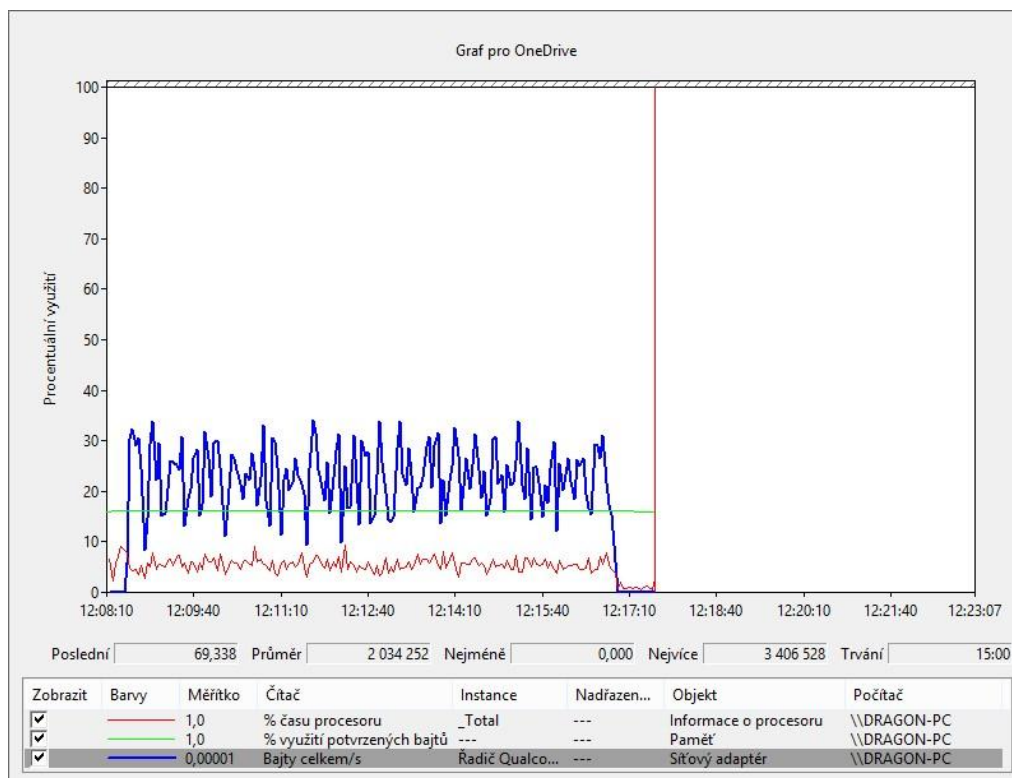 Graf pro OneDrive
Procentuální využití
100
90
80
70
60
50
40
30
20
10
0
12:08:10 12:09:40 12:11:10 12:12:40 12:14:10 12:15:40 12:17:10 12:18:40 12:20:10 12:21:40 12:23:07
Poslední 69,338 Průměr 2 034 252 Nejméně 0,000 Nejvíce 3 406 528 Trvání 15:00
Zobrazit Barvy Měřítko Čítač Instance Nadřazen... Objekt Počítač
1,0 % času procesoru _Total --- Informace o procesoru \\DRAGON-PC
1,0 % využití potvrzených bajtů --- --- Paměť \\DRAGON-PC
0,00001 Bajty celkem/s Řadič Qualco... --- Síťový adaptér \\DRAGON-PC